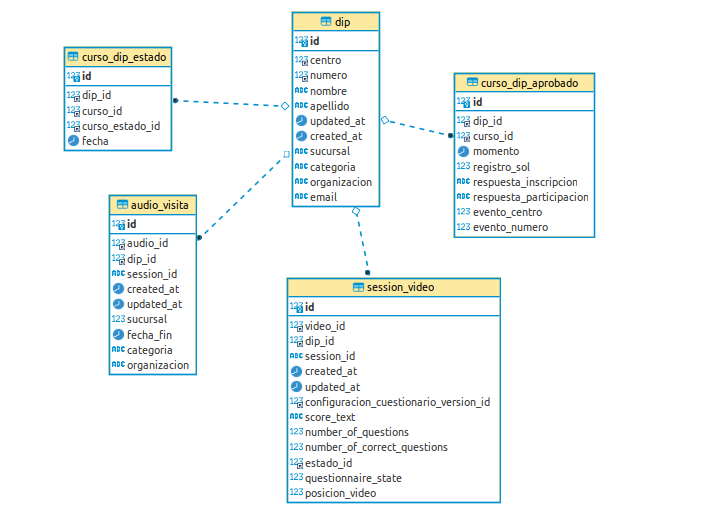 dip
id
centro
numero
nombre
apellido
updated_at
created_at
sucursal
categoria
organizacion
email
curso_dip_estado
id
dip_id
curso_id
curso_estado_id
fecha
curso_dip_aprobado
id
dip_id
curso_id
momento
registro_sol
respuesta_inscripcion
respuesta_participacion
evento_centro
evento_numero
audio_visita
id
audio_id
dip_id
session_id
created_at
updated_at
sucursal
fecha_fin
categoria
organizacion
session_video
id
video_id
dip_id
session_id
created_at
updated_at
configuracion_cuestionario_version_id
score_text
number_of_questions
number_of_correct_questions
estado_id
questionnaire_state
posicion_video